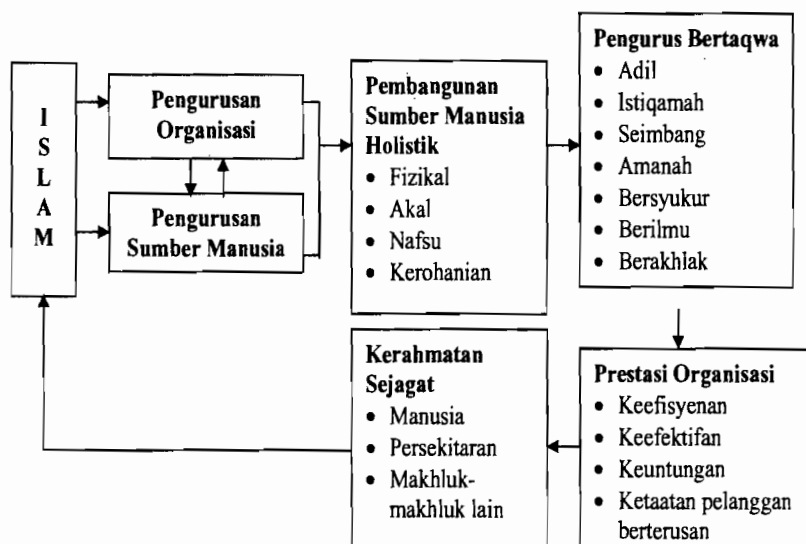 I
S
L
A
M
Pengurusan
Organisasi
Pengurusan
Sumber Manusia
Pembangunan
Sumber Manusia
Holistik
• Fizikal
• Akal
• Nafsu
• Kerohanian
Pengurus Bertaqwa
• Adil
• Istiqamah
• Seimbang
• Amanah
• Bersyukur
• Berilmu
• Berakhlak
Prestasi Organisasi
• Keefisyenan
• Keefektifan
• Keuntungan
• Ketaatan pelanggan
berterusan
Kerahmatan
Sejagat
• Manusia
• Persekitaran
• Makhluk-
makhluk lain